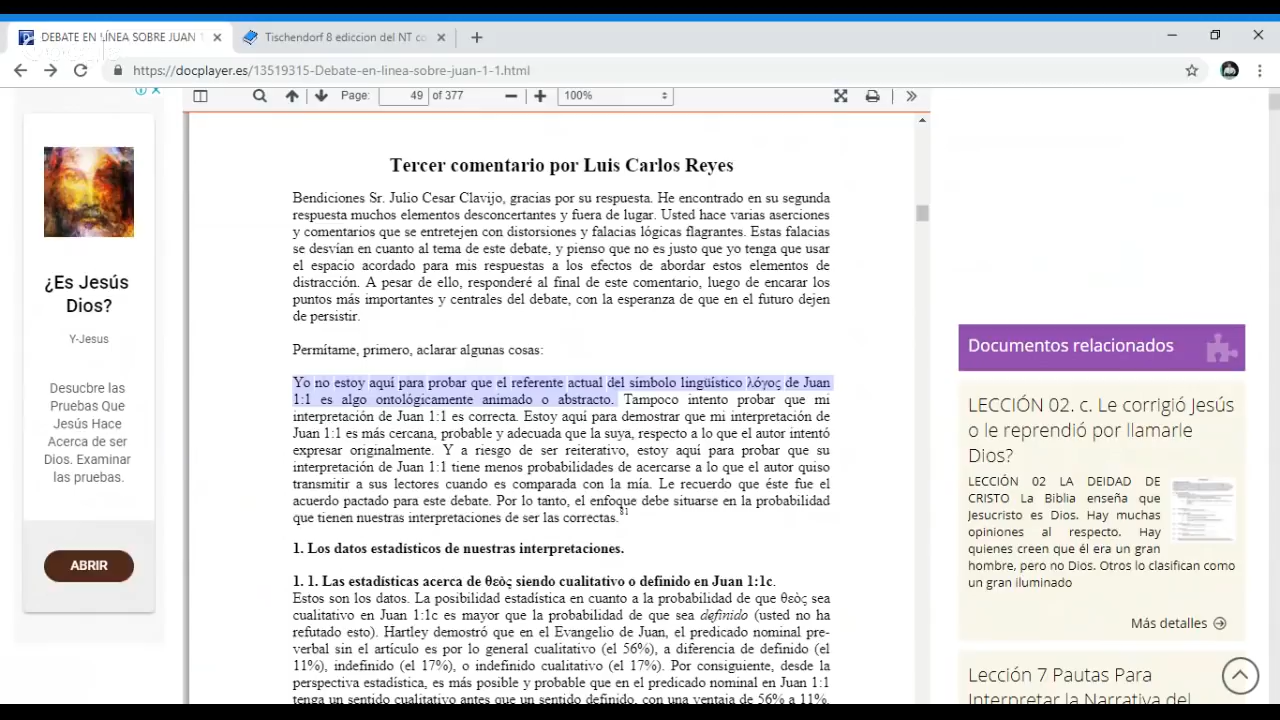 DEBATE EN LÍNEA SOBRE JUAN 1
Tischendorf 8 ediccion del NT co
https://docplayer.es/13519315-Debate-en-linea-sobre-juan-1-1.html
Page: 49 of 377
100%
¿Es Jesús
Dios?
Y-Jesus
Desucbre las
Pruebas Que
Jesús Hace
Acerca de ser
Dios. Examinar
las pruebas.
ABRIR
Tercer comentario por Luis Carlos Reyes
Bendiciones Sr. Julio Cesar Clavijo, gracias por su respuesta. He encontrado en su segunda
respuesta muchos elementos desconcertantes y fuera de lugar. Usted hace varias aserciones
y comentarios que se entretejen con distorsiones y falacias lógicas flagrantes. Estas falacias
se desvían en cuanto al tema de este debate, y pienso que no es justo que yo tenga que usar
el espacio acordado para mis respuestas a los efectos de abordar estos elementos de
distracción. A pesar de ello, responderé al final de este comentario, luego de encarar los
puntos más importantes y centrales del debate, con la esperanza de que en el futuro dejen
de persistir.
Permítame, primero, aclarar algunas cosas:
Yo no estoy aquí para probar que el referente actual del símbolo lingüístico λόγος de Juan
1:1 es algo ontológicamente animado o abstracto. Tampoco intento probar que mi
interpretación de Juan 1:1 es correcta. Estoy aquí para demostrar que mi interpretación de
Juan 1:1 es más cercana, probable y adecuada que la suya, respecto a lo que el autor intentó
expresar originalmente. Y a riesgo de ser reiterativo, estoy aquí para probar que su
interpretación de Juan 1:1 tiene menos probabilidades de acercarse a lo que el autor quiso
transmitir a sus lectores cuando es comparada con la mía. Le recuerdo que éste fue el
acuerdo pactado para este debate. Por lo tanto, el enfoque debe situarse en la probabilidad
que tienen nuestras interpretaciones de ser las correctas.
1. Los datos estadísticos de nuestras interpretaciones.
1. 1. Las estadísticas acerca de θεὸς siendo cualitativo o definido en Juan 1:1c.
Estos son los datos. La posibilidad estadística en cuanto a la probabilidad de que θεὸς sea
cualitativo en Juan 1:1c es mayor que la probabilidad de que sea definido (usted no ha
refutado esto). Hartley demostró que en el Evangelio de Juan, el predicado nominal pre-
verbal sin el artículo es por lo general cualitativo (el 56%), a diferencia de definido (el
11%), indefinido (el 17%), o indefinido cualitativo (el 17%). Por consiguiente, desde la
perspectiva estadística, es más posible y probable que en el predicado nominal en Juan 1:1
tenga un sentido cualitativo antes que un sentido definido, con una ventaja de 56% a 11%.
Documentos relacionados
LECCIÓN 02. c. Le corrigió Jesús
o le reprendió por llamarle
Dios?
LECCIÓN 02 LA DEIDAD DE
CRISTO La Biblia enseña que
Jesucristo es Dios. Hay muchas
opiniones al respecto. Hay
quienes creen que él era un gran
hombre, pero no Dios. Otros lo clasifican como
un gran iluminado
Más detalles
Lección 7 Pautas Para
Interpretar la Narrativa del